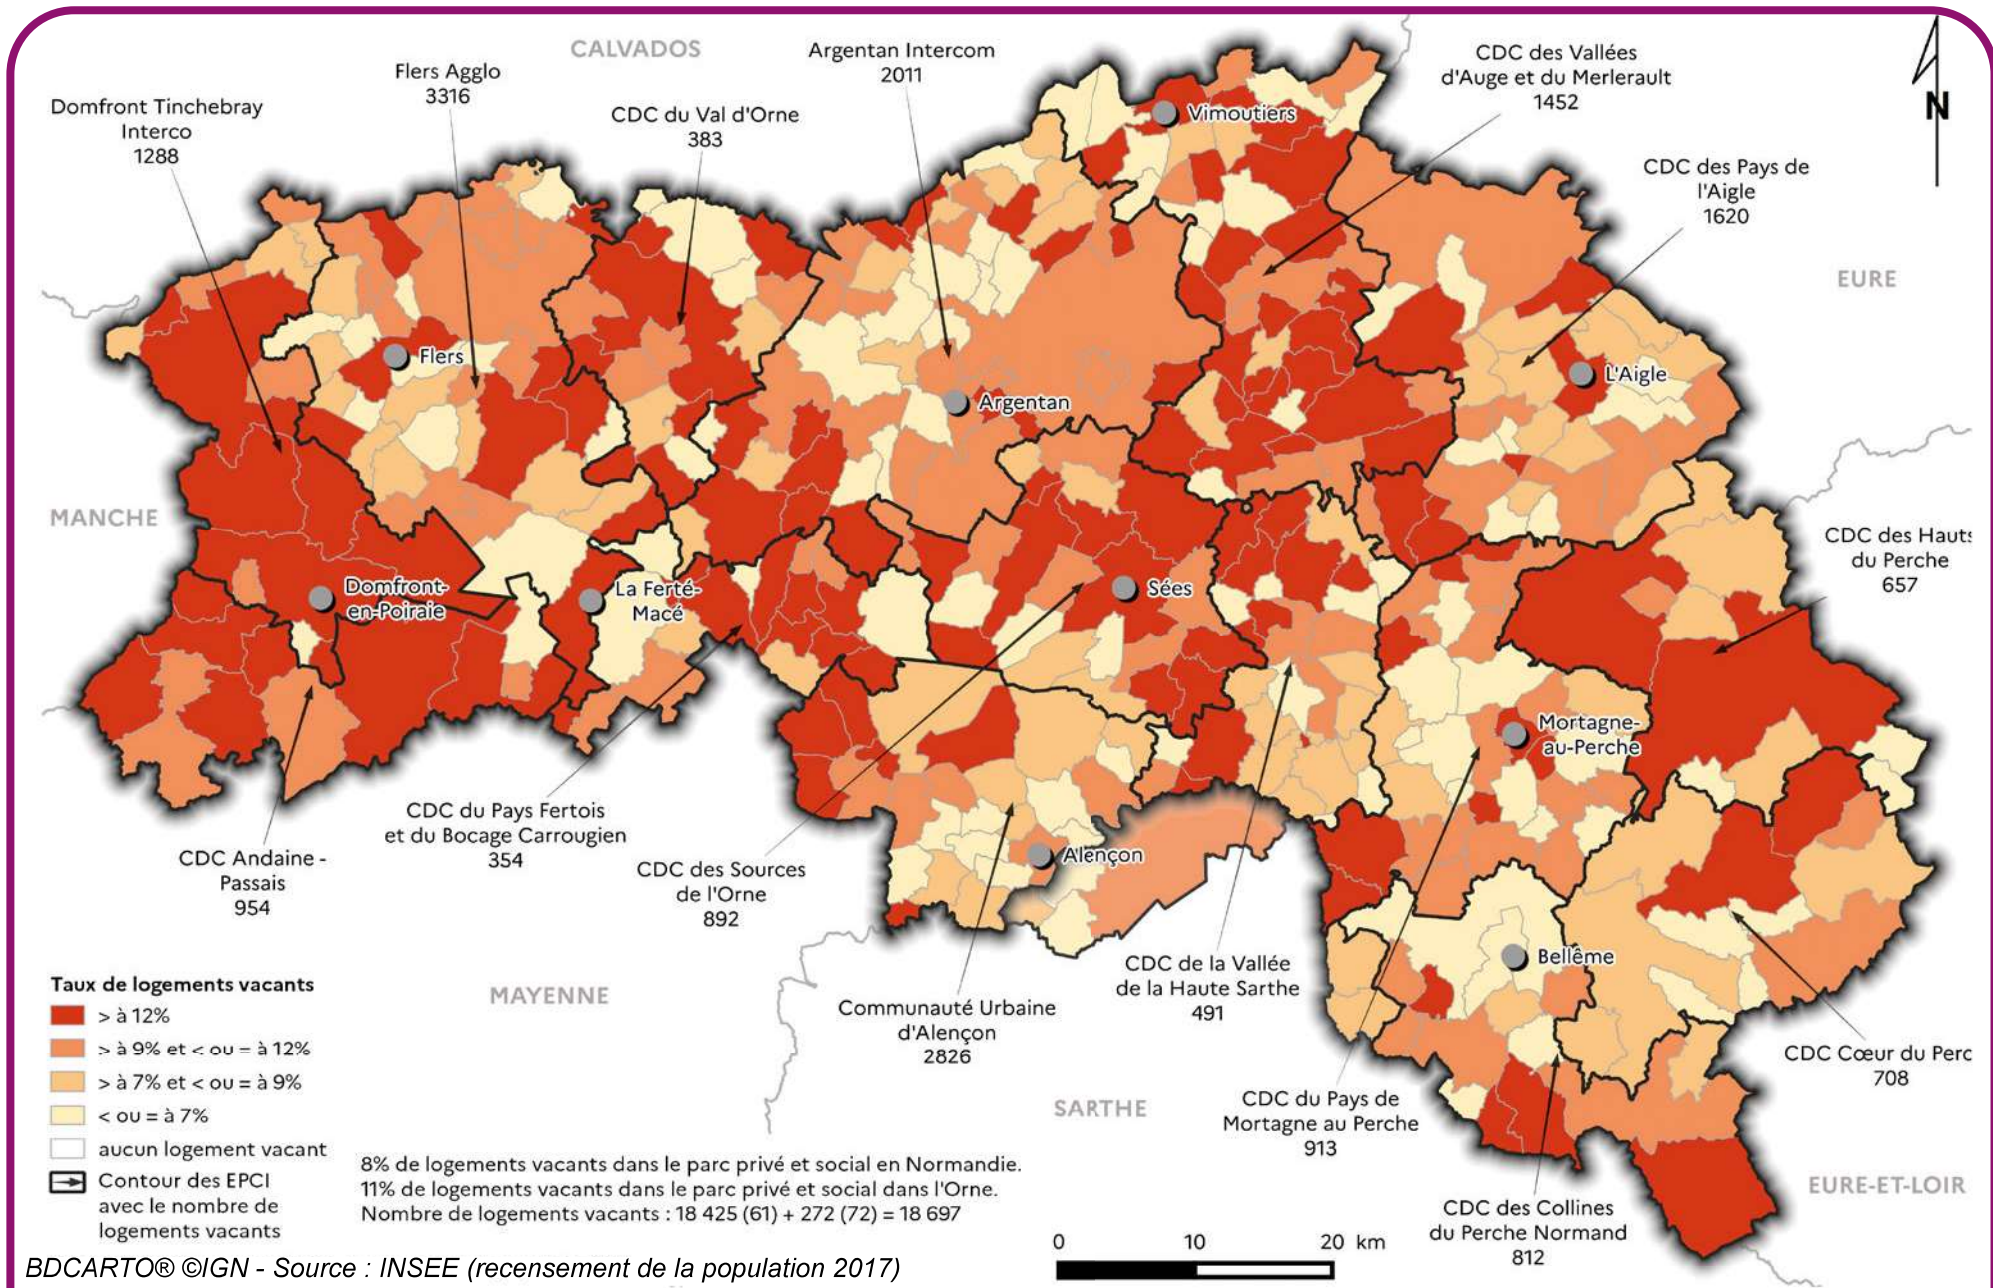 CALVADOS
Argentan Intercom
2011
CDC des Vallées
d'Auge et du Merlerault
1452
Flers Agglo
3316
Domfront Tinchebray
Interco
1288
CDC du Val d'Orne
383
N
Vimoutiers
CDC des Pays de
l'Aigle
1620
EURE
Flers
L'Aigle
Argentan
MANCHE
CDC des Hauts
du Perche
657
Domfront-
en-Poiraie
La Ferté-
Macé
Sées
Mortagne-
au-Perche
CDC du Pays Fertois
et du Bocage Carrougien
354
CDC Andaine -
Passais
954
CDC des Sources
de l'Orne
892
Alençon
Bellême
CDC de la Vallée
de la Haute Sarthe
491
Communauté Urbaine
d'Alençon
2826
MAYENNE
SARTHE
CDC Cœur du Perc
708
CDC du Pays de
Mortagne au Perche
913
EURE-ET-LOIR
CDC des Collines
du Perche Normand
812
Taux de logements vacants
> à 12%
> à 9% et < ou = à 12%
> à 7% et < ou = à 9%
< ou = à 7%
aucun logement vacant
Contour des EPCI
avec le nombre de
logements vacants
8% de logements vacants dans le parc privé et social en Normandie.
11% de logements vacants dans le parc privé et social dans l'Orne.
Nombre de logements vacants : 18 425 (61) + 272 (72) = 18 697
0 10 20 km
BDCARTO® ©IGN - Source : INSEE (recensement de la population 2017)